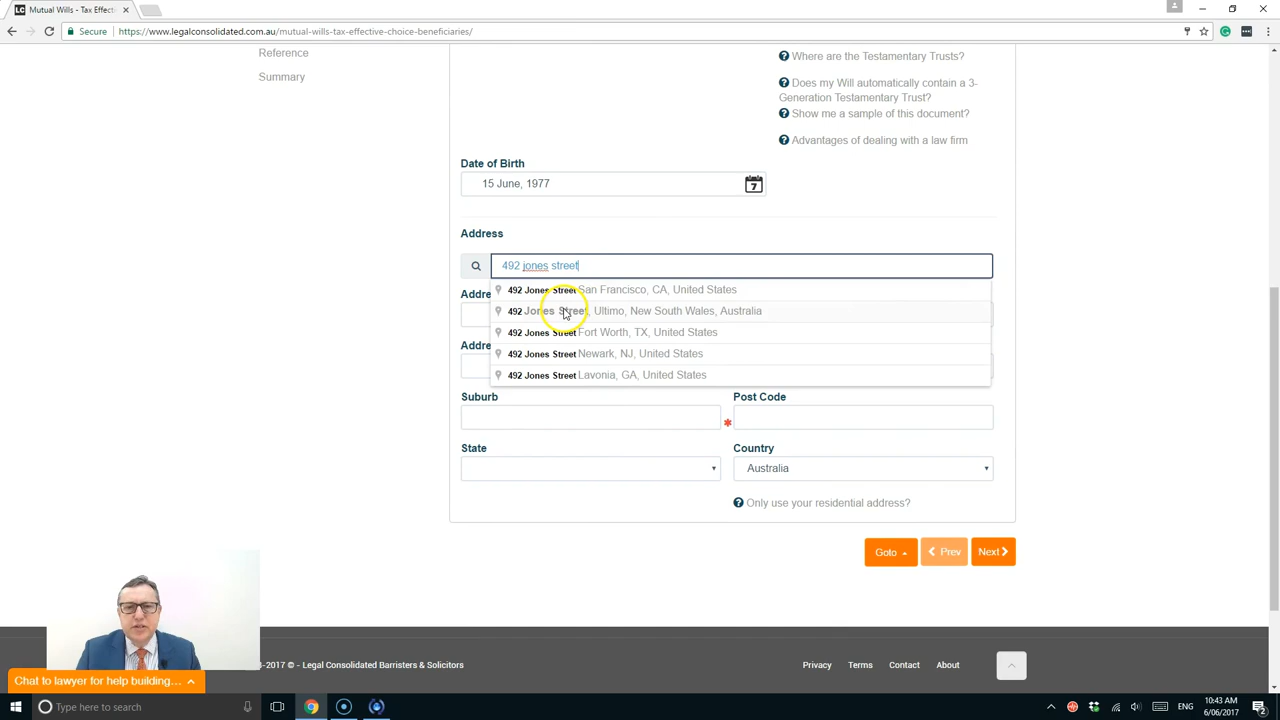 LC Mutual Wills - Tax Effecti
Secure https://www.legalconsolidated.com.au/mutual-wills-tax-effective-choice-beneficiaries/
Reference
Summary
Where are the Testamentary Trusts?
Does my Will automatically contain a 3-
Generation Testamentary Trust?
Show me a sample of this document?
Advantages of dealing with a law firm
Date of Birth
15 June, 1977
7
Address
492 jones street
492 Jones Street San Francisco, CA, United States
Addre
492 Jones Street, Ultimo, New South Wales, Australia
492 Jones Street Fort Worth, TX, United States
Addre
492 Jones Street Newark, NJ, United States
492 Jones Street Lavonia, GA, United States
Suburb
Post Code
State
Country
Australia
Only use your residential address?
Goto
Prev
Next
-2017 © - Legal Consolidated Barristers & Solicitors
Privacy
Terms
Contact
About
Chat to lawyer for help building...
Type here to search
ENG
10:43 AM
6/06/2017
2